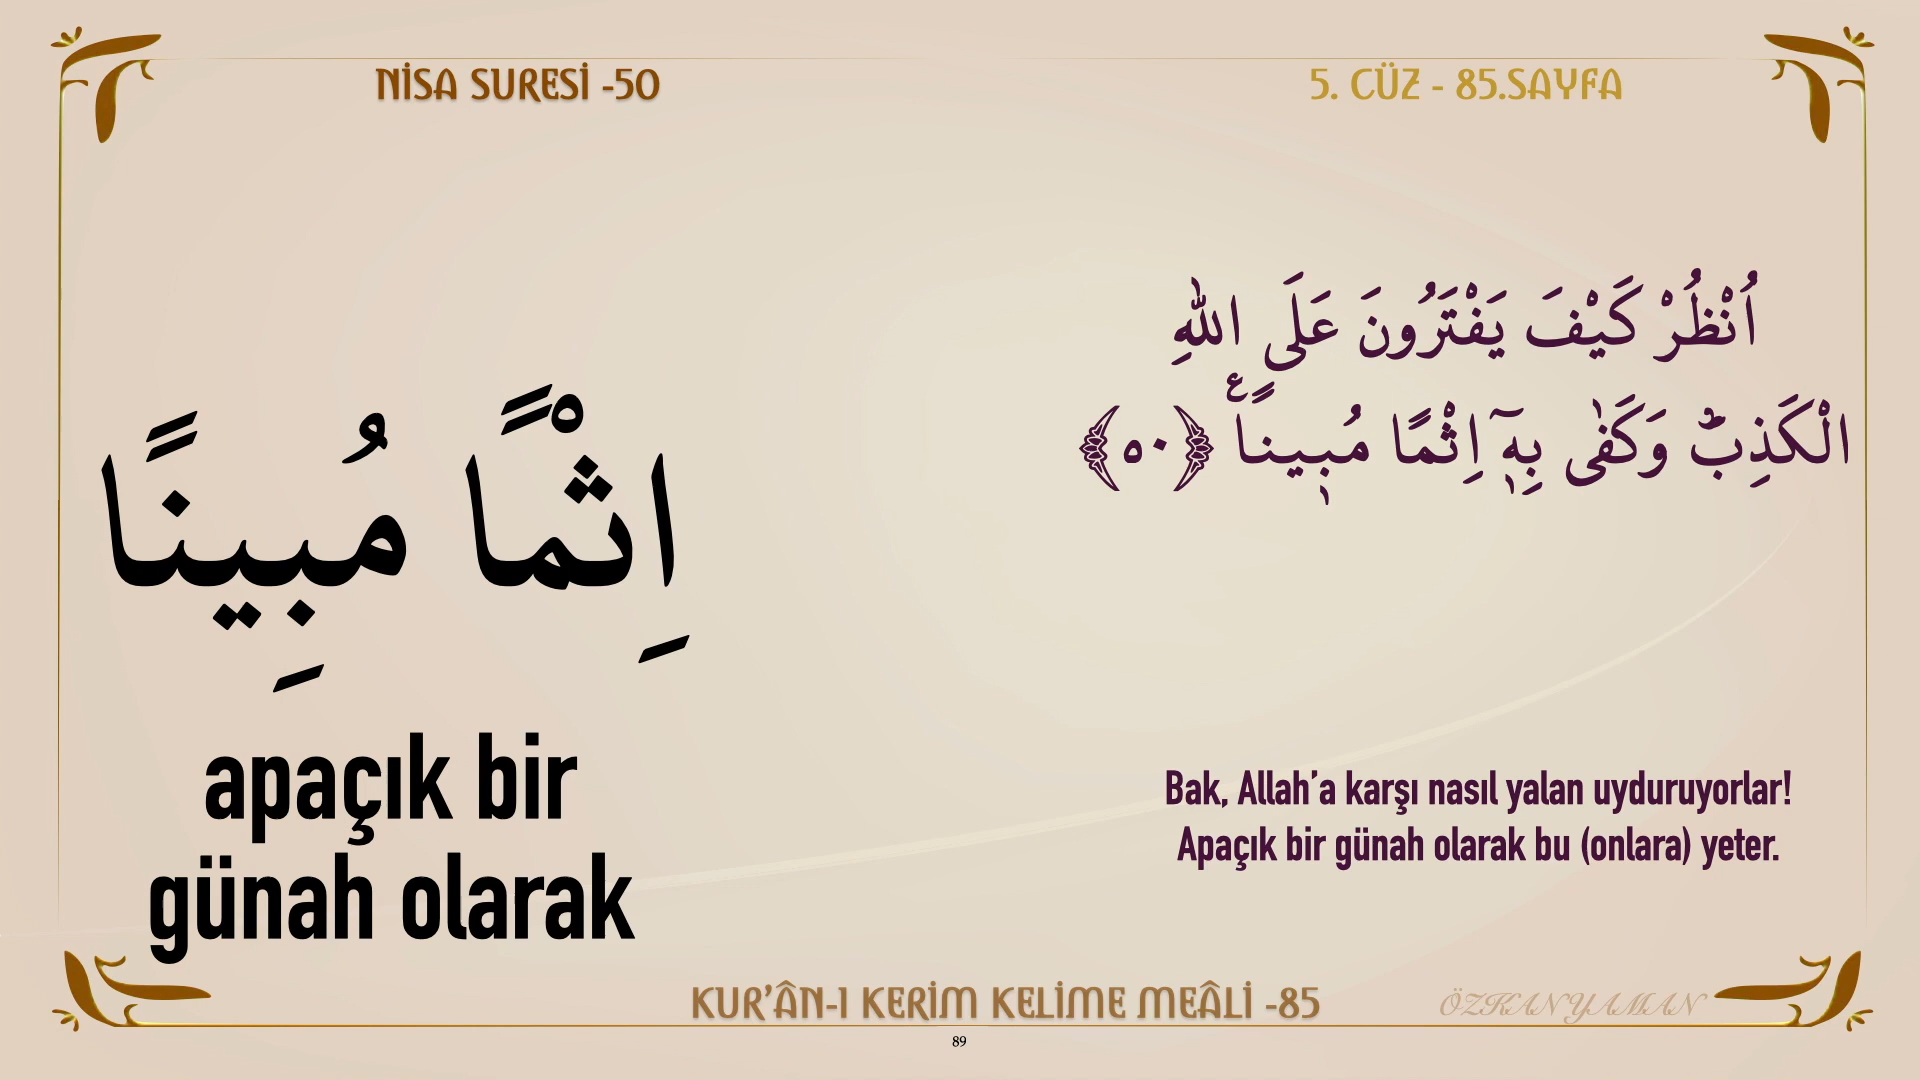 NİSA SURESİ -50
5. CÜZ - 85.SAYFA
اُنْظُرْ كَيْفَ يَفْتَرُونَ عَلَى اللّٰهِ
الْكَذِبَۜ وَكَفٰى بِه۪ٓ اِثْمًا مُب۪ينًا۟ ﴿٥٠﴾
اِثْمًا مُبِينًا
apaçık bir
günah olarak
Bak, Allah’a karşı nasıl yalan uyduruyorlar!
Apaçık bir günah olarak bu (onlara) yeter.
KUR’ÂN-I KERİM KELİME MEÂLİ -85
ÖZKAN YAMAN
89